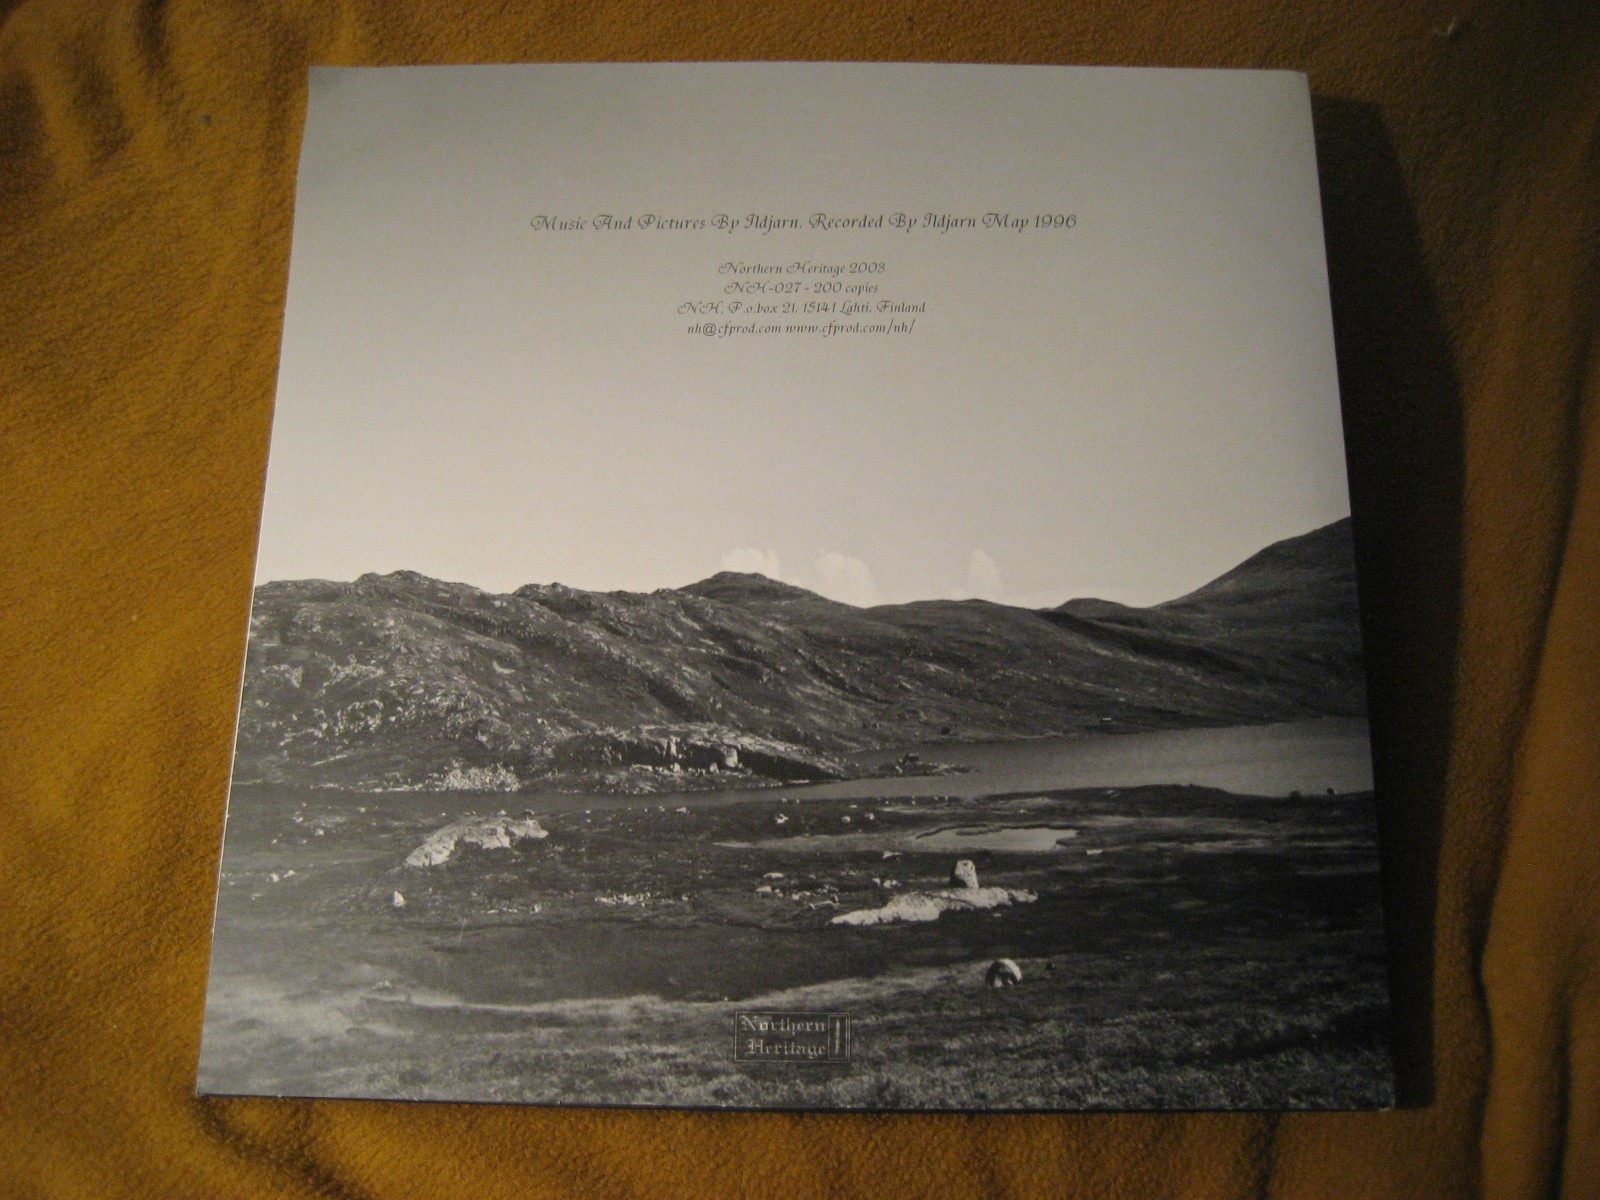 Music And Pictures By Ildjarn. Recorded By Ildjarn May 1996
Northern Heritage 2003
NH-027 - 200 copies
NH, P.o.box 21, 15141 Lahti, Finland
nh@cfprod.com www.cfprod.com/nh/
Northern
Heritage